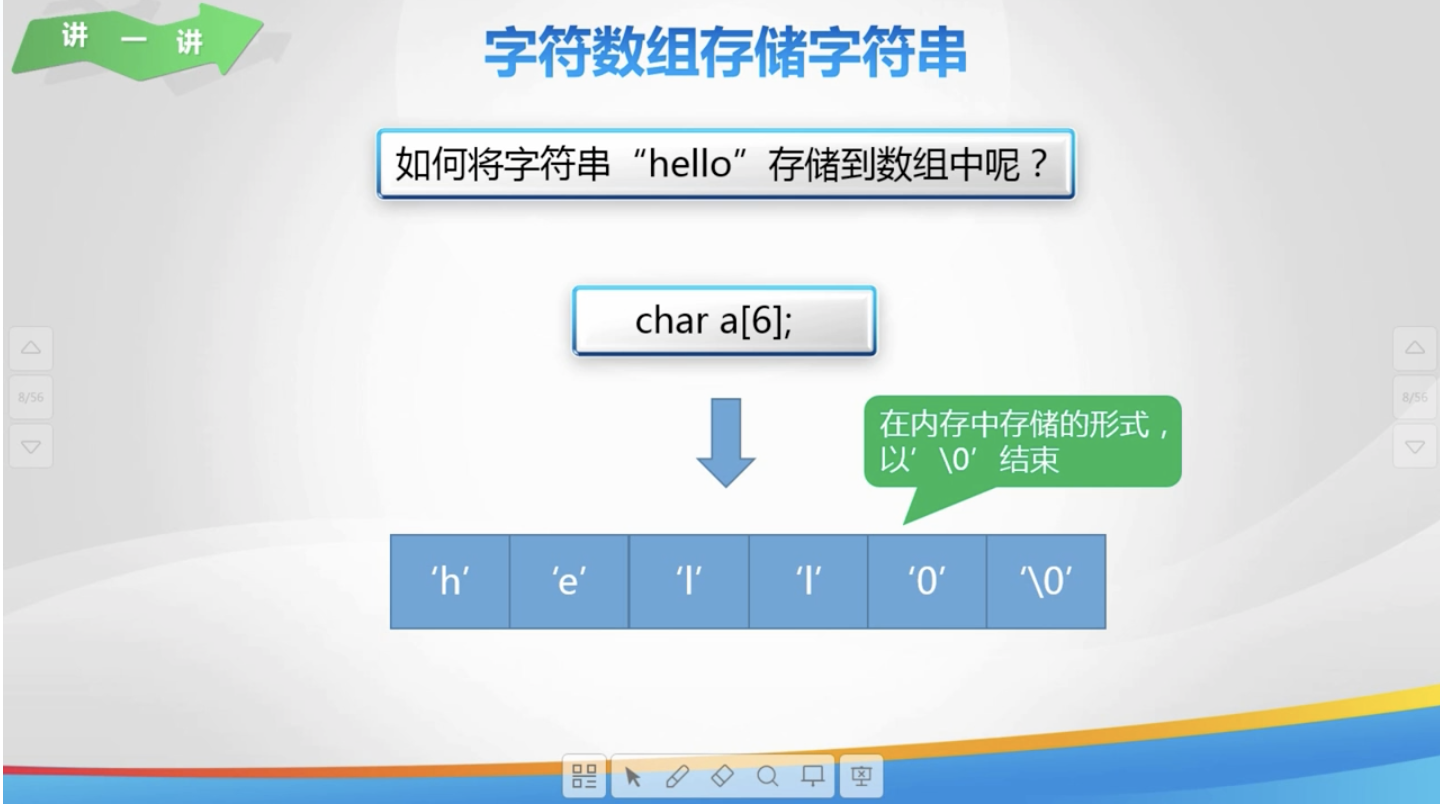 讲 一 讲
字符数组存储字符串
如何将字符串“hello”存储到数组中呢？
char a[6];
在内存中存储的形式，
以’\0’结束
‘h’ ‘e’ ‘l’ ‘l’ ‘0’ ‘\0’
8/56
8/56